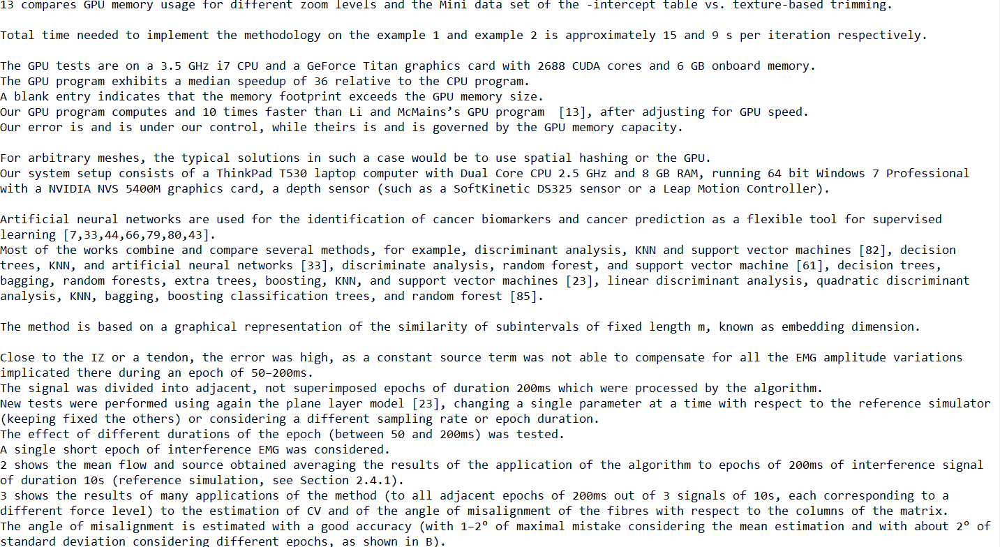 13 compares GPU memory usage for different zoom levels and the Mini data set of the -intercept table vs. texture-based trimming.
Total time needed to implement the methodology on the example 1 and example 2 is approximately 15 and 9 s per iteration respectively.
The GPU tests are on a 3.5 GHz i7 CPU and a GeForce Titan graphics card with 2688 CUDA cores and 6 GB onboard memory.
The GPU program exhibits a median speedup of 36 relative to the CPU program.
A blank entry indicates that the memory footprint exceeds the GPU memory size.
Our GPU program computes and 10 times faster than Li and McMains’s GPU program  [13], after adjusting for GPU speed.
Our error is and is under our control, while theirs is and is governed by the GPU memory capacity.
For arbitrary meshes, the typical solutions in such a case would be to use spatial hashing or the GPU.
Our system setup consists of a ThinkPad T530 laptop computer with Dual Core CPU 2.5 GHz and 8 GB RAM, running 64 bit Windows 7 Professional
with a NVIDIA NVS 5400M graphics card, a depth sensor (such as a SoftKinetic DS325 sensor or a Leap Motion Controller).
Artificial neural networks are used for the identification of cancer biomarkers and cancer prediction as a flexible tool for supervised
learning [7,33,44,66,79,80,43].
Most of the works combine and compare several methods, for example, discriminant analysis, KNN and support vector machines [82], decision
trees, KNN, and artificial neural networks [33], discriminate analysis, random forest, and support vector machine [61], decision trees,
bagging, random forests, extra trees, boosting, KNN, and support vector machines [23], linear discriminant analysis, quadratic discriminant
analysis, KNN, bagging, boosting classification trees, and random forest [85].
The method is based on a graphical representation of the similarity of subintervals of fixed length m, known as embedding dimension.
Close to the IZ or a tendon, the error was high, as a constant source term was not able to compensate for all the EMG amplitude variations
implicated there during an epoch of 50–200ms.
The signal was divided into adjacent, not superimposed epochs of duration 200ms which were processed by the algorithm.
New tests were performed using again the plane layer model [23], changing a single parameter at a time with respect to the reference simulator
(keeping fixed the others) or considering a different sampling rate or epoch duration.
The effect of different durations of the epoch (between 50 and 200ms) was tested.
A single short epoch of interference EMG was considered.
2 shows the mean flow and source obtained averaging the results of the application of the algorithm to epochs of 200ms of interference signal
of duration 10s (reference simulation, see Section 2.4.1).
3 shows the results of many applications of the method (to all adjacent epochs of 200ms out of 3 signals of 10s, each corresponding to a
different force level) to the estimation of CV and of the angle of misalignment of the fibres with respect to the columns of the matrix.
The angle of misalignment is estimated with a good accuracy (with 1–2° of maximal mistake considering the mean estimation and with about 2° of
standard deviation considering different epochs, as shown in B).